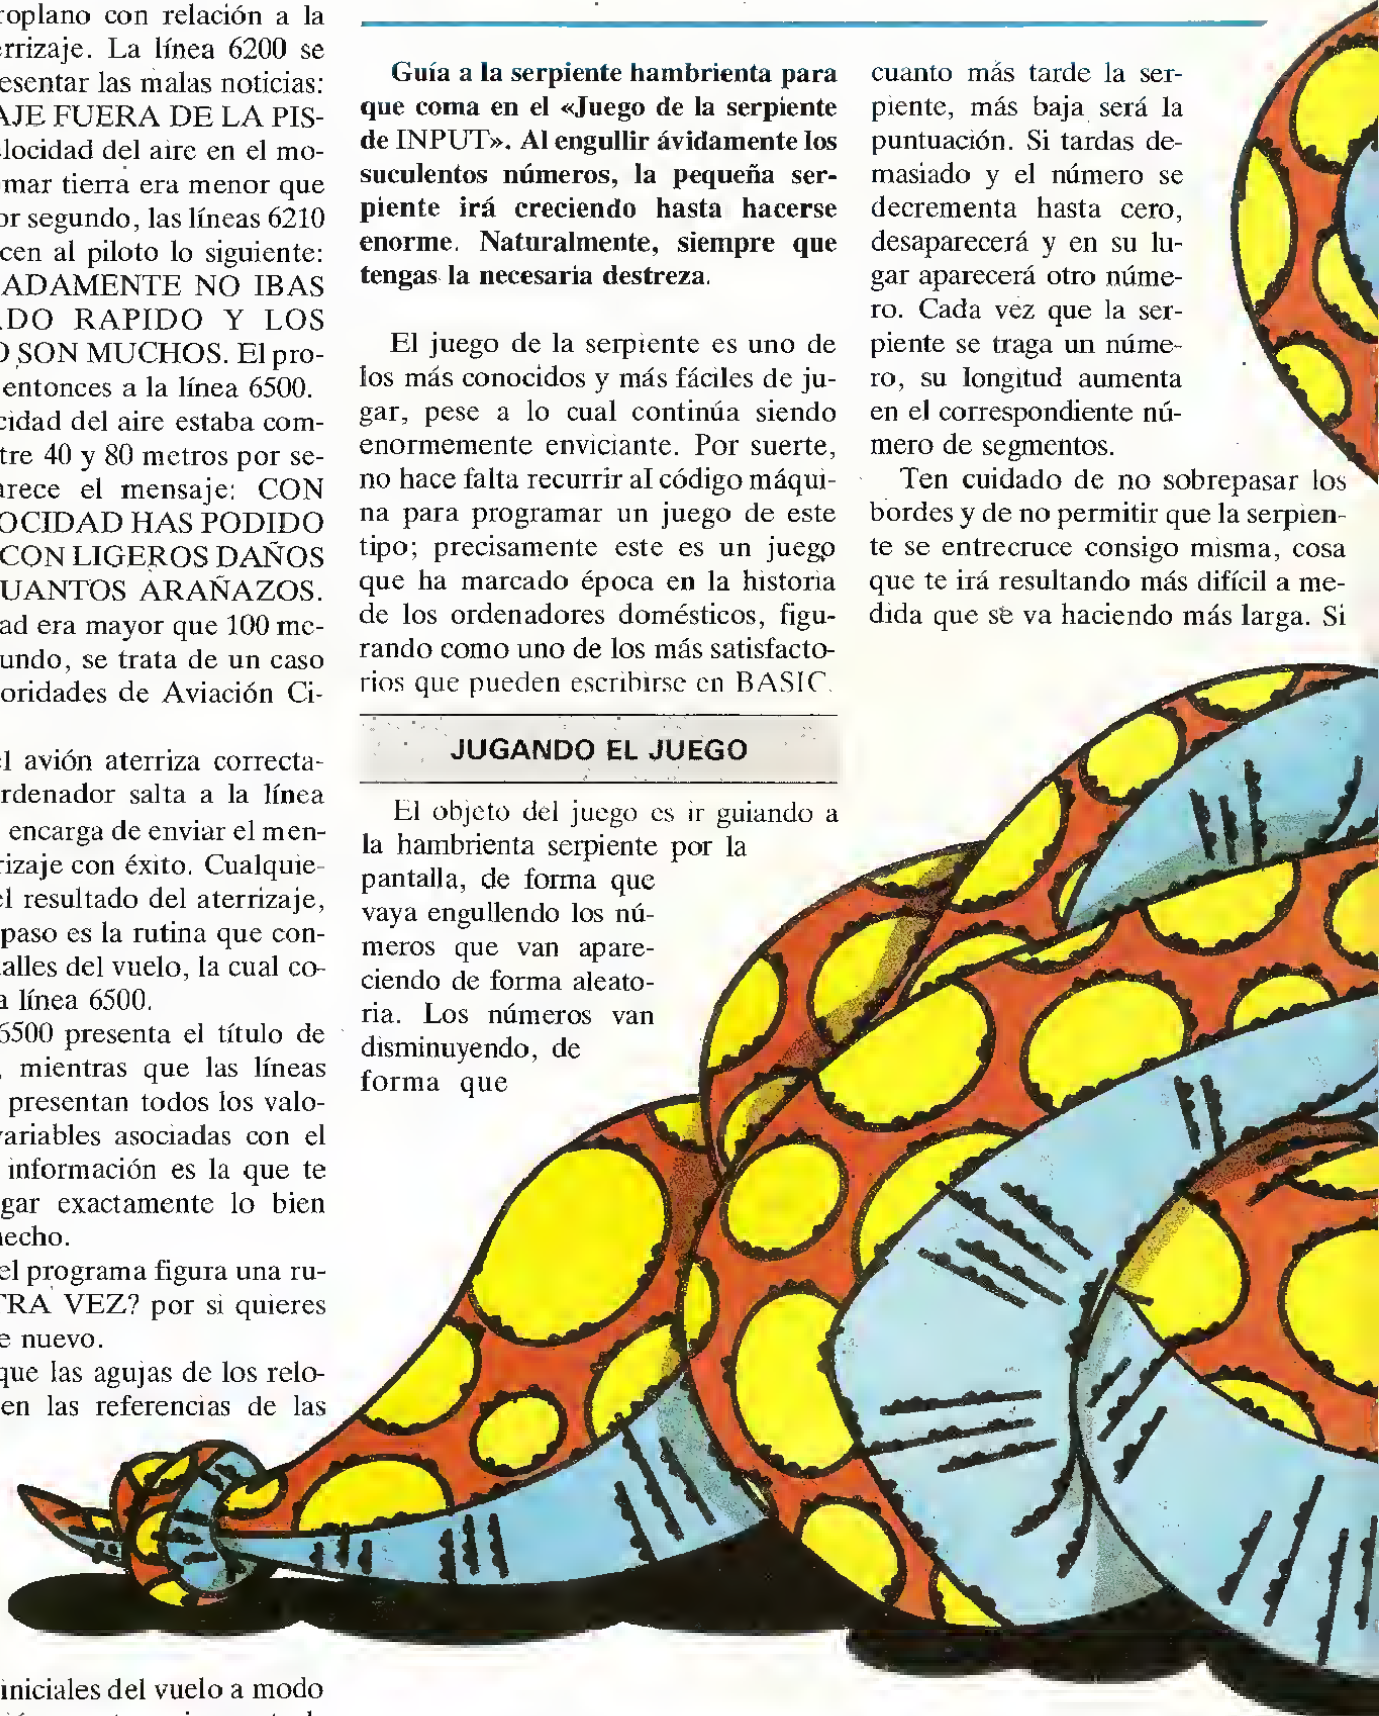 roplano con relación a la
errizaje. La línea 6200 se
esentar las malas noticias:
AJE FUERA DE LA PIS-
elocidad del aire en el mo-
mar tierra era menor que
or segundo, las líneas 6210
cen al piloto lo siguiente:
ADAMENTE NO IBAS
ADO RAPIDO Y LOS
O SON MUCHOS. El pro-
entonces a la línea 6500.
cidad del aire estaba com-
tre 40 y 80 metros por se-
arece el mensaje: CON
OCIDAD HAS PODIDO
CON LIGEROS DAÑOS
UANTOS ARAÑAZOS.
ad era mayor que 100 me-
undo, se trata de un caso
oridades de Aviación Ci-
el avión aterriza correcta-
rdenador salta a la línea
encarga de enviar el men-
rizaje con éxito. Cualquie-
el resultado del aterrizaje,
paso es la rutina que con-
alles del vuelo, la cual co-
a línea 6500.
6500 presenta el título de
, mientras que las líneas
presentan todos los valo-
variables asociadas con el
información es la que te
gar exactamente lo bien
hecho.
el programa figura una ru-
TRA VEZ? por si quieres
e nuevo.
que las agujas de los relo-
en las referencias de las
iniciales del vuelo a modo
Guía a la serpiente hambrienta para
que coma en el «Juego de la serpiente
de INPUT». Al engullir ávidamente los
suculentos números, la pequeña ser-
piente irá creciendo hasta hacerse
enorme. Naturalmente, siempre que
tengas la necesaria destreza.
El juego de la serpiente es uno de
los más conocidos y más fáciles de ju-
gar, pese a lo cual continúa siendo
enormemente enviciante. Por suerte,
no hace falta recurrir al código máqui-
na para programar un juego de este
tipo; precisamente este es un juego
que ha marcado época en la historia
de los ordenadores domésticos, figu-
rando como uno de los más satisfacto-
rios que pueden escribirse en BASIC.
JUGANDO EL JUEGO
El objeto del juego es ir guiando a
la hambrienta serpiente por la
pantalla, de forma que
vaya engullendo los nú-
meros que van apare-
ciendo de forma aleato-
ria. Los números van
disminuyendo, de
forma que
cuanto más tarde la ser-
piente, más baja será la
puntuación. Si tardas de-
masiado y el número se
decrementa hasta cero,
desaparecerá y en su lu-
gar aparecerá otro núme-
ro. Cada vez que la ser-
piente se traga un núme-
ro, su longitud aumenta
en el correspondiente nú-
mero de segmentos.
Ten cuidado de no sobrepasar los
bordes y de no permitir que la serpien-
te se entrecruce consigo misma, cosa
que te irá resultando más difícil a me-
dida que se va haciendo más larga. Si